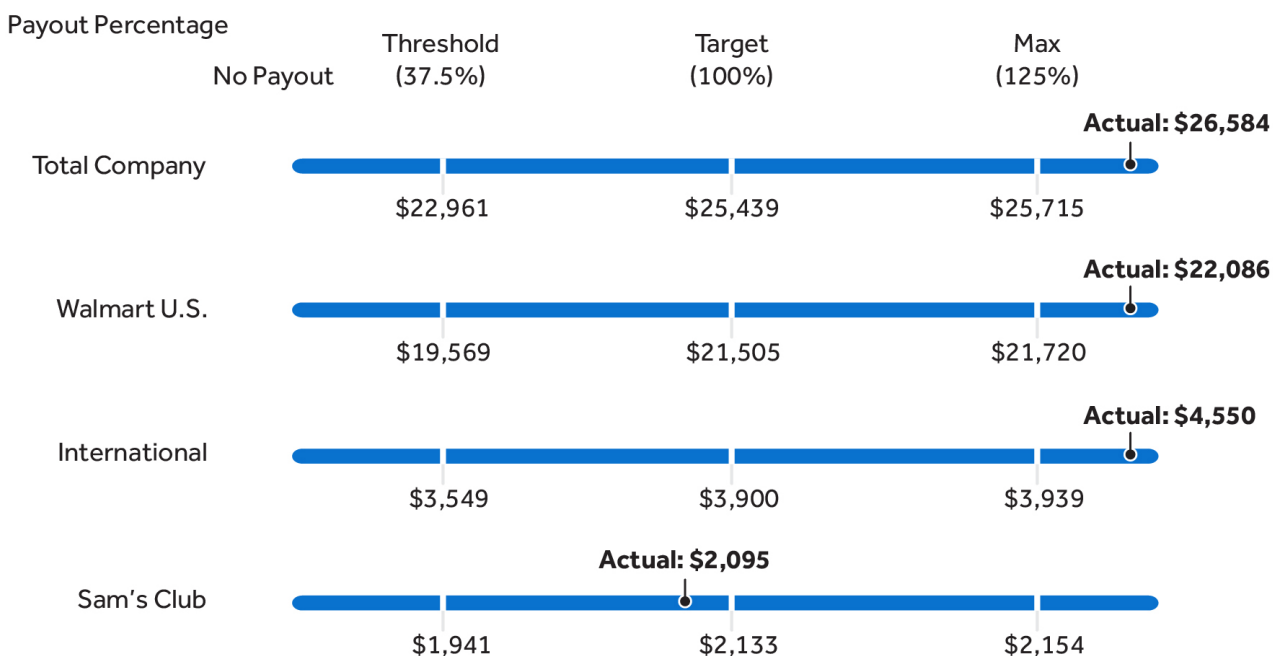 Payout Percentage
No Payout
Threshold
(37.5%)
Target
(100%)
Max
(125%)
Actual: $26,584
Total Company
$22,961
$25,439
$25,715
Actual: $22,086
Walmart U.S.
$19,569
$21,505
$21,720
Actual: $4,550
International
$3,549
$3,900
$3,939
Actual: $2,095
Sam’s Club
$1,941
$2,133
$2,154